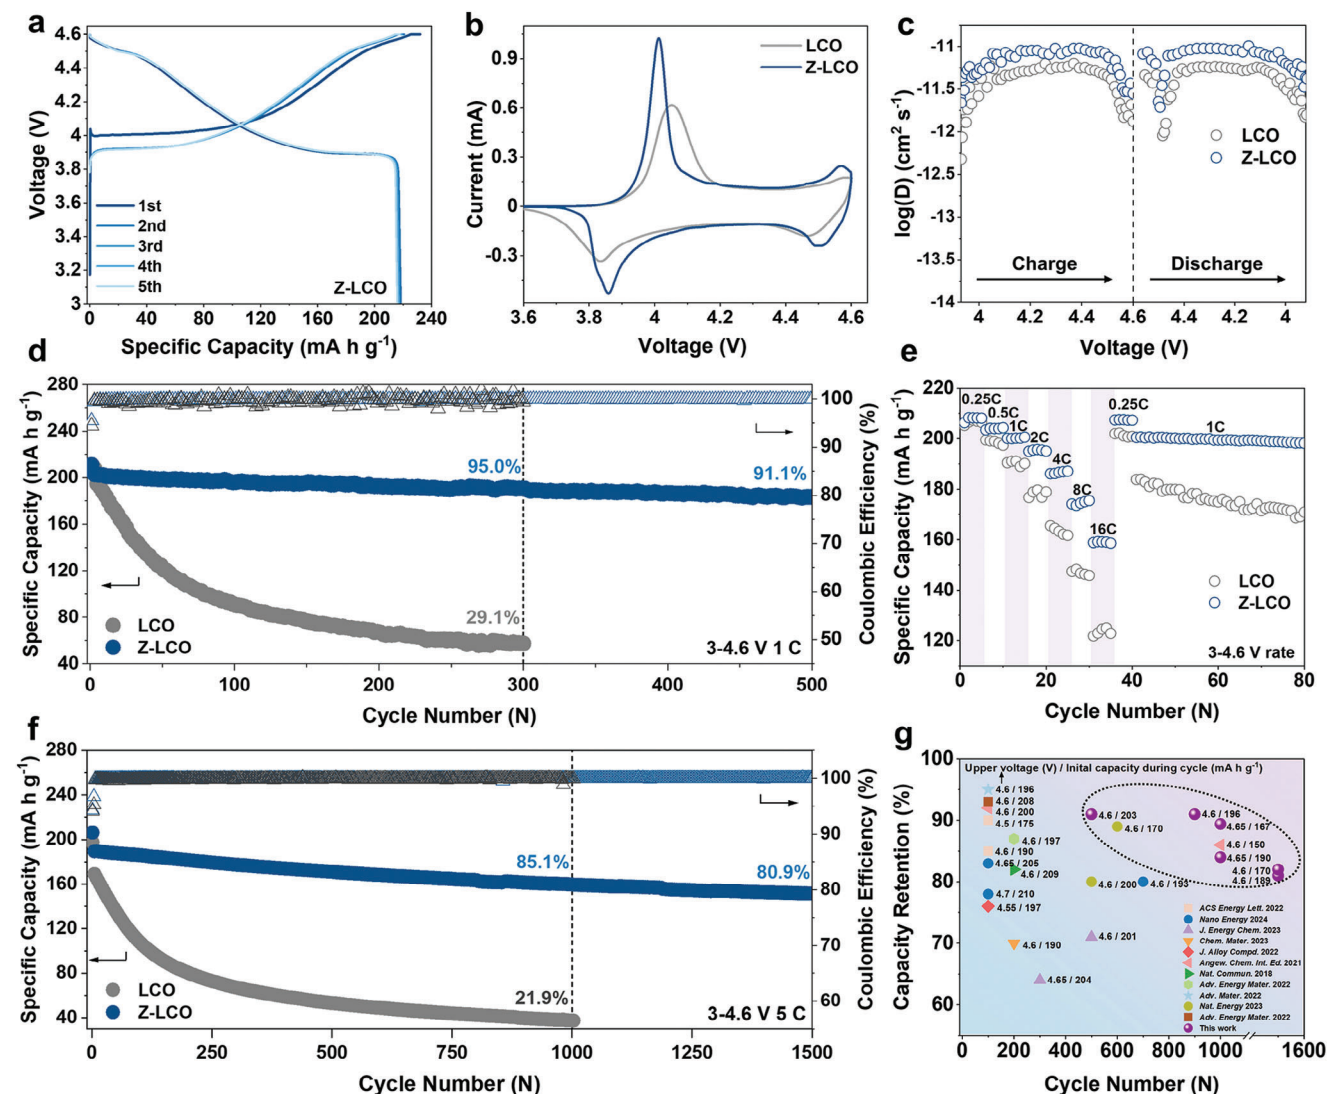 a
4.6
4.4
4.2
4
3.8
3.6
3.4
3.2
3
Voltage (V)
1st
2nd
3rd
4th
5th
Z-LCO
0
40
80
120
160
200
240
Specific Capacity (mA h g⁻¹)
b
0.9
0.6
0.3
0
-0.3
Current (mA)
LCO
Z-LCO
3.6
3.8
4
4.2
4.4
4.6
Voltage (V)
c
-11
-11.5
-12
-12.5
-13
-13.5
-14
log(D) (cm² s⁻¹)
LCO
Z-LCO
Charge
Discharge
4
4.2
4.4
4.6
4.4
4.2
4
Voltage (V)
d
280
240
200
160
120
80
40
Specific Capacity (mA h g⁻¹)
95.0%
91.1%
29.1%
LCO
Z-LCO
3-4.6 V 1 C
100
90
80
70
60
50
Coulombic Efficiency (%)
0
100
200
300
400
500
Cycle Number (N)
e
220
200
180
160
140
120
Specific Capacity (mA h g⁻¹)
0.25C
0.5C
1C
2C
4C
8C
16C
0.25C
1C
LCO
Z-LCO
3-4.6 V rate
0
20
40
60
80
Cycle Number (N)
f
280
240
200
160
120
80
40
Specific Capacity (mA h g⁻¹)
85.1%
80.9%
21.9%
LCO
Z-LCO
3-4.6 V 5 C
100
90
80
70
60
Coulombic Efficiency (%)
0
250
500
750
1000
1250
1500
Cycle Number (N)
g
100
90
80
70
60
Capacity Retention (%)
Upper voltage (V) / Inital capacity during cycle (mA h g⁻¹)
4.6 / 196
4.6 / 208
4.6 / 200
4.5 / 175
4.6 / 197
4.6 / 190
4.65 / 205
4.6 / 209
4.7 / 210
4.55 / 197
4.6 / 190
4.65 / 204
4.6 / 203
4.6 / 170
4.6 / 200
4.6 / 193
4.6 / 201
4.6 / 196
4.65 / 167
4.6 / 150
4.65 / 190
4.6 / 170
4.6 / 189
ACS Energy Lett. 2022
Nano Energy 2024
J. Energy Chem. 2023
Chem. Mater. 2023
J. Alloy Compd. 2022
Angew. Chem. Int. Ed. 2021
Nat. Commun. 2018
Adv. Energy Mater. 2022
Adv. Mater. 2022
Nat. Energy 2023
Adv. Energy Mater. 2022
This work
0
200
400
600
800
1000
1600
Cycle Number (N)